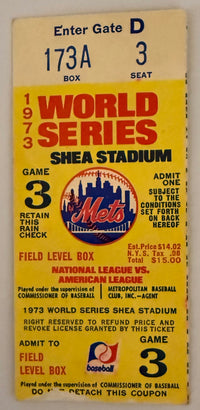 Enter Gate D
173A 3
BOX SEAT
1973
WORLD
SERIES
SHEA STADIUM
GAME
3
RETAIN
THIS
RAIN
CHECK
Mets
ADMIT
ONE
SUBJECT
TO THE
CONDITIONS
SET FORTH
ON BACK
HEREOF
Est.Price $14.02
N.Y.S. Tax .98
Total $15.00
FIELD LEVEL BOX
NATIONAL LEAGUE VS.
AMERICAN LEAGUE
Played under the supervision of
COMMISSIONER OF BASEBALL
METROPOLITAN BASEBALL
CLUB, INC.-AGENT
1973 WORLD SERIES SHEA STADIUM
RIGHT RESERVED TO REFUND PRICE AND
REVOKE LICENSE GRANTED BY THIS TICKET
ADMIT TO
FIELD
LEVEL
BOX
baseball
GAME
3
Played under the supervision of
COMMISSIONER OF BASEBALL
DO NOT DETACH THIS COUPON